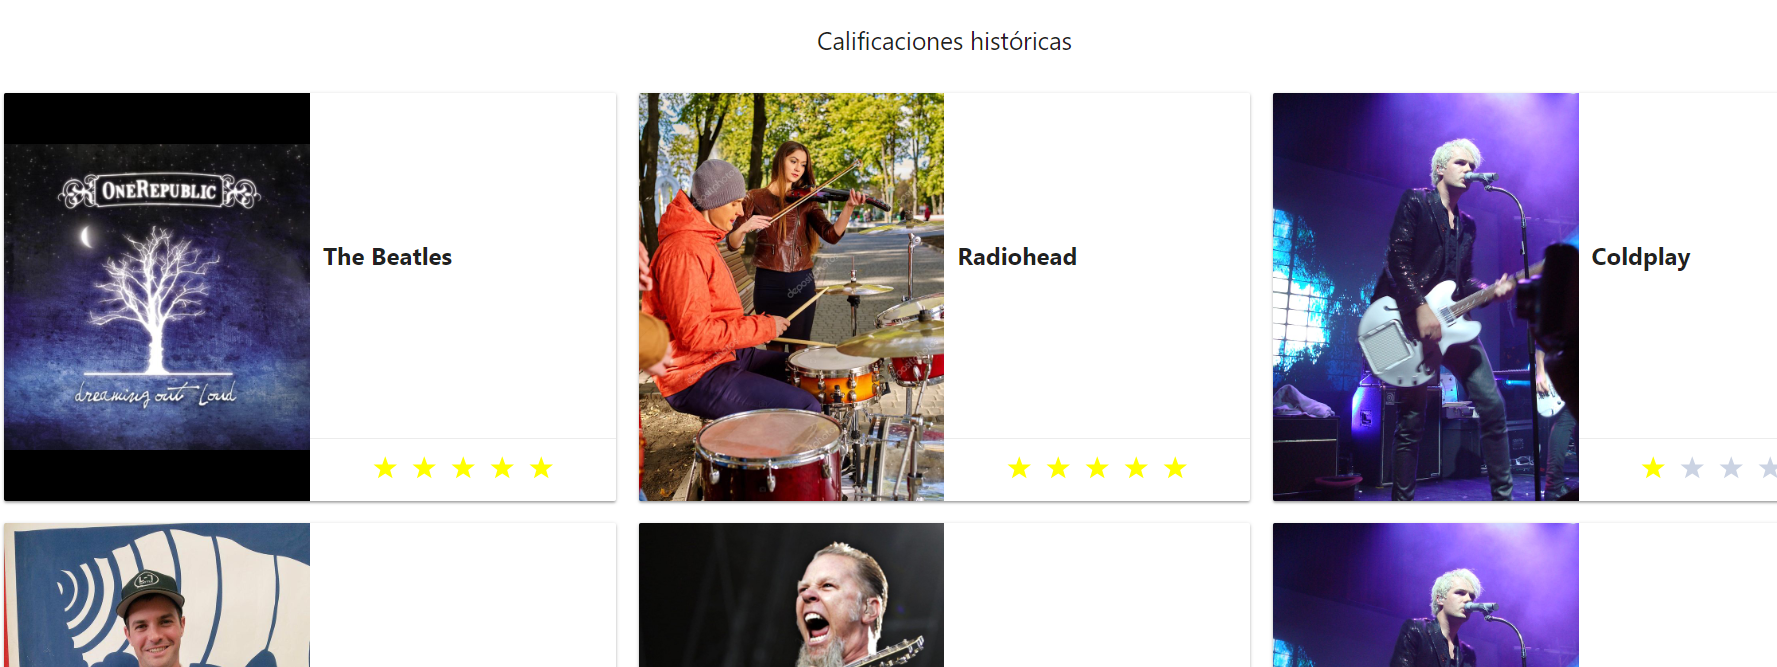 Calificaciones históricas
ONEREPUBLIC
dreaming out Loud
The Beatles
Radiohead
Coldplay